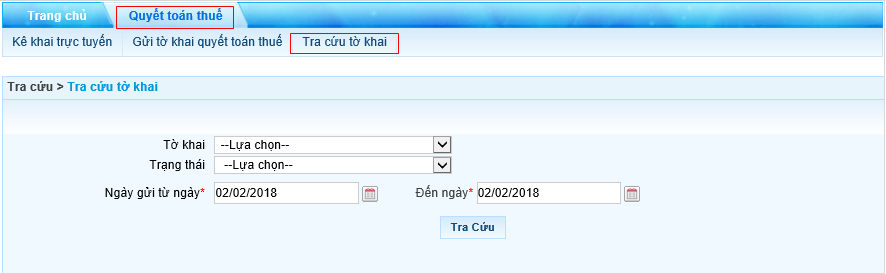 Trang chủ Quyết toán thuế
Kê khai trực tuyến Gửi tờ khai quyết toán thuế Tra cứu tờ khai
Tra cứu > Tra cứu tờ khai
Tờ khai --Lựa chọn--
Trạng thái --Lựa chọn--
Ngày gửi từ ngày* 02/02/2018 Đến ngày* 02/02/2018
Tra Cứu